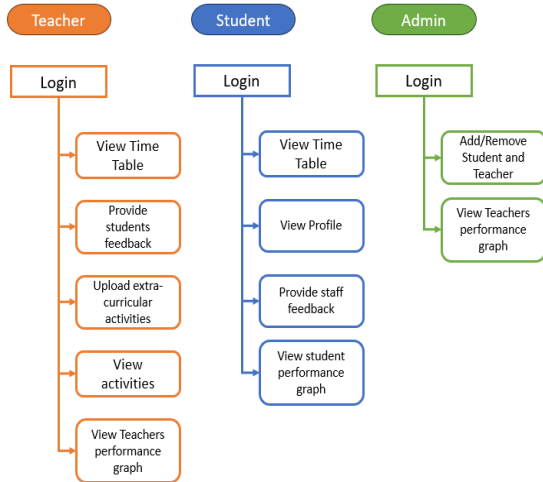 Teacher
Student
Admin
Login
Login
Login
View Time
Table
Provide
students
feedback
Upload extra-
curricular
activities
View
activities
View Teachers
performance
graph
View Time
Table
View Profile
Provide staff
feedback
View student
performance
graph
Add/Remove
Student and
Teacher
View Teachers
performance
graph